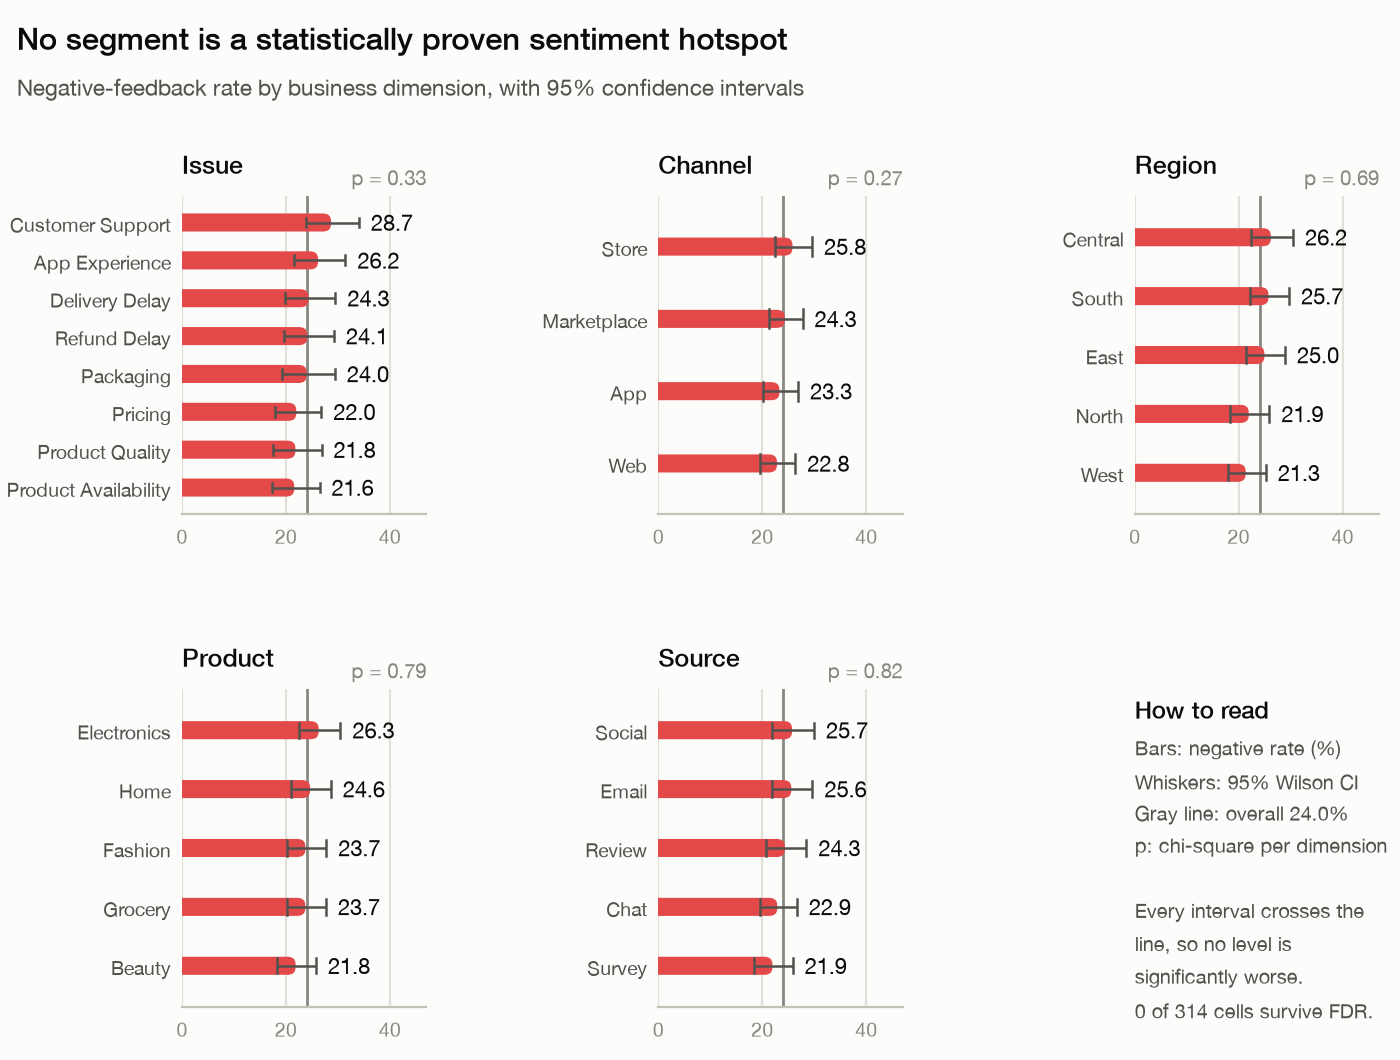 No segment is a statistically proven sentiment hotspot
Negative-feedback rate by business dimension, with 95% confidence intervals
Issue
p = 0.33
Customer Support 28.7
App Experience 26.2
Delivery Delay 24.3
Refund Delay 24.1
Packaging 24.0
Pricing 22.0
Product Quality 21.8
Product Availability 21.6
0 20 40
Channel
p = 0.27
Store 25.8
Marketplace 24.3
App 23.3
Web 22.8
0 20 40
Region
p = 0.69
Central 26.2
South 25.7
East 25.0
North 21.9
West 21.3
0 20 40
Product
p = 0.79
Electronics 26.3
Home 24.6
Fashion 23.7
Grocery 23.7
Beauty 21.8
0 20 40
Source
p = 0.82
Social 25.7
Email 25.6
Review 24.3
Chat 22.9
Survey 21.9
0 20 40
How to read
Bars: negative rate (%)
Whiskers: 95% Wilson CI
Gray line: overall 24.0%
p: chi-square per dimension
Every interval crosses the
line, so no level is
significantly worse.
0 of 314 cells survive FDR.